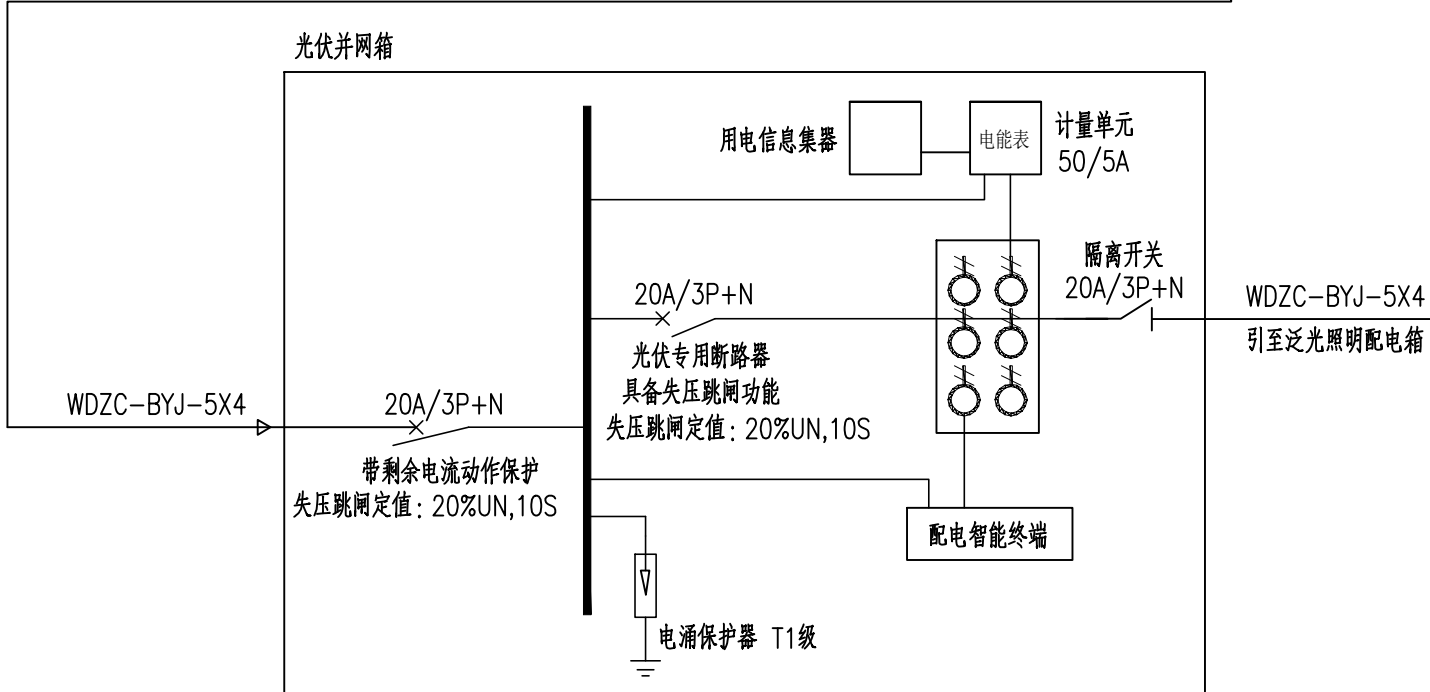 光伏并网箱
用电信息集器
电能表
计量单元
50/5A
隔离开关
20A/3P+N
20A/3P+N
WDZC-BYJ-5X4
引至泛光照明配电箱
光伏专用断路器
具备失压跳闸功能
失压跳闸定值：20%UN,10S
WDZC-BYJ-5X4
20A/3P+N
带剩余电流动作保护
失压跳闸定值：20%UN,10S
配电智能终端
电涌保护器 T1级